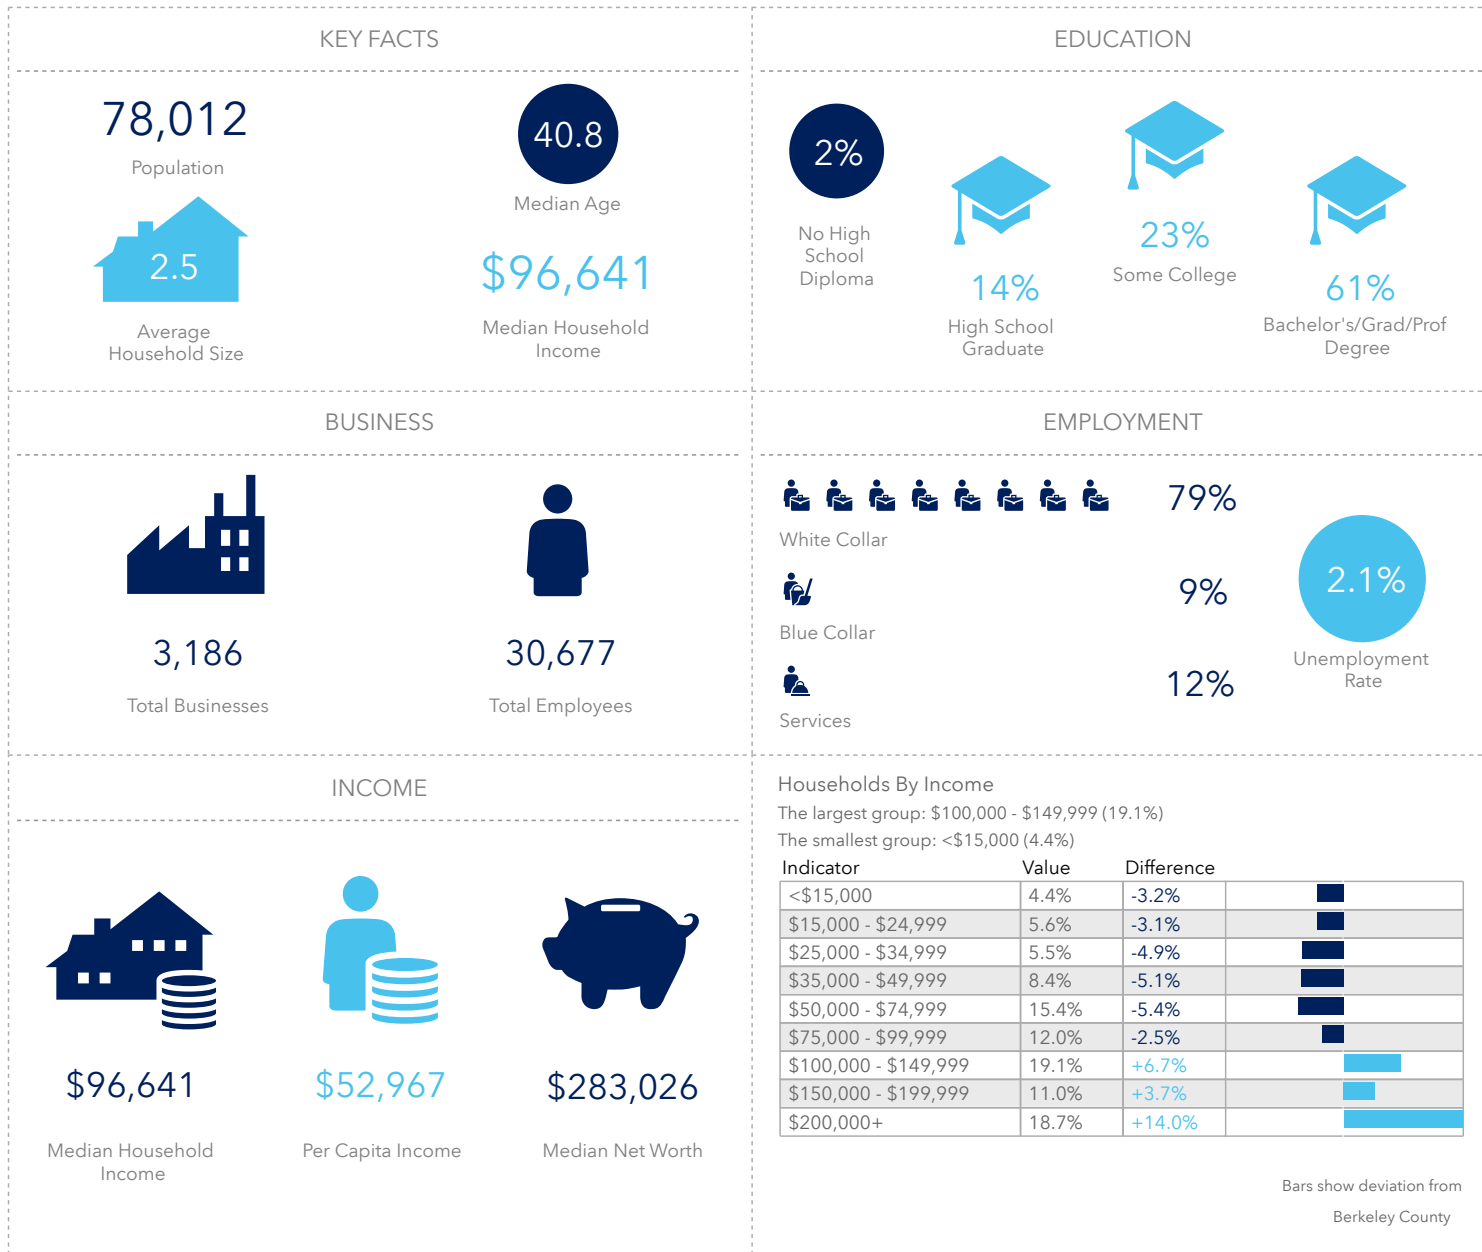 KEY FACTS
78,012
Population
40.8
Median Age
2.5
Average
Household Size
$96,641
Median Household
Income
EDUCATION
2%
No High
School
Diploma
14%
High School
Graduate
23%
Some College
61%
Bachelor's/Grad/Prof
Degree
BUSINESS
3,186
Total Businesses
30,677
Total Employees
EMPLOYMENT
79%
White Collar
9%
Blue Collar
12%
Services
2.1%
Unemployment
Rate
INCOME
$96,641
Median Household
Income
$52,967
Per Capita Income
$283,026
Median Net Worth
Households By Income
The largest group: $100,000 - $149,999 (19.1%)
The smallest group: <$15,000 (4.4%)
Indicator Value Difference
<$15,000 4.4% -3.2%
$15,000 - $24,999 5.6% -3.1%
$25,000 - $34,999 5.5% -4.9%
$35,000 - $49,999 8.4% -5.1%
$50,000 - $74,999 15.4% -5.4%
$75,000 - $99,999 12.0% -2.5%
$100,000 - $149,999 19.1% +6.7%
$150,000 - $199,999 11.0% +3.7%
$200,000+ 18.7% +14.0%
Bars show deviation from
Berkeley County